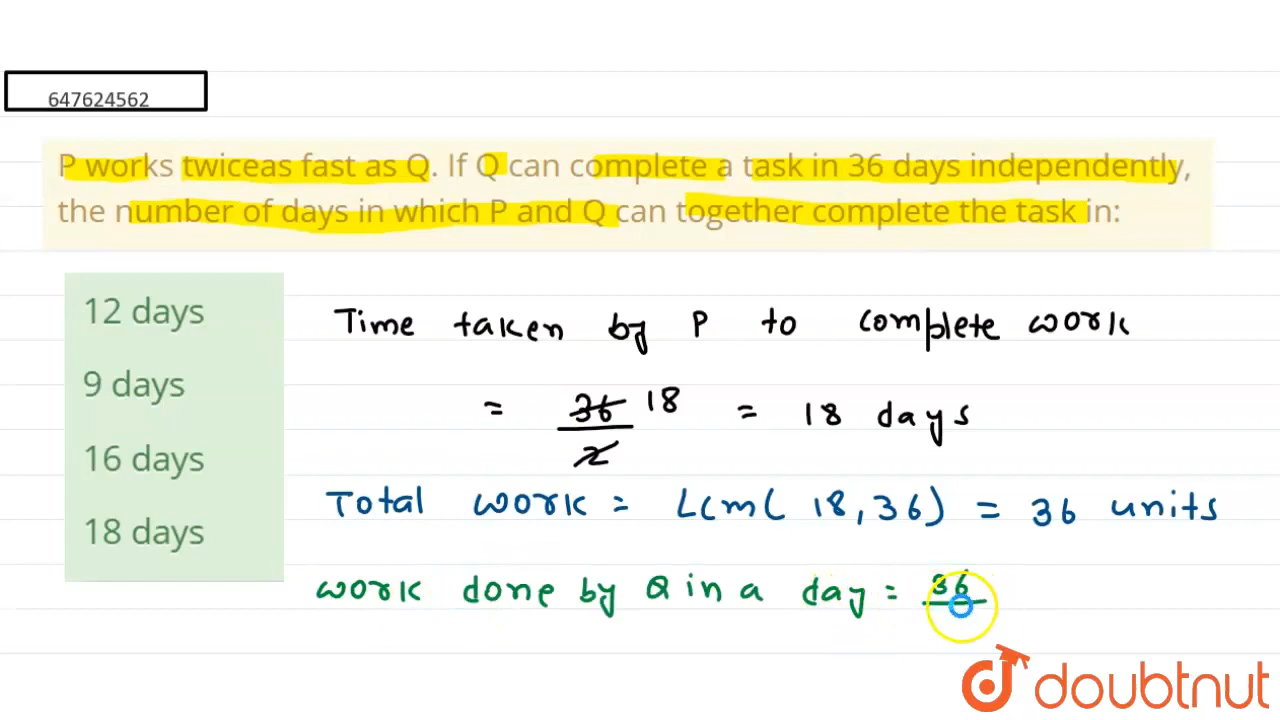 647624562
P works twiceas fast as Q. If Q can complete a task in 36 days independently,
the number of days in which P and Q can together complete the task in:
12 days
9 days
16 days
18 days
Time taken by P to complete work
= 36/2 18 = 18 days
Total work = LCM( 18,36) = 36 units
work done by Q in a day = 36
doubtnut